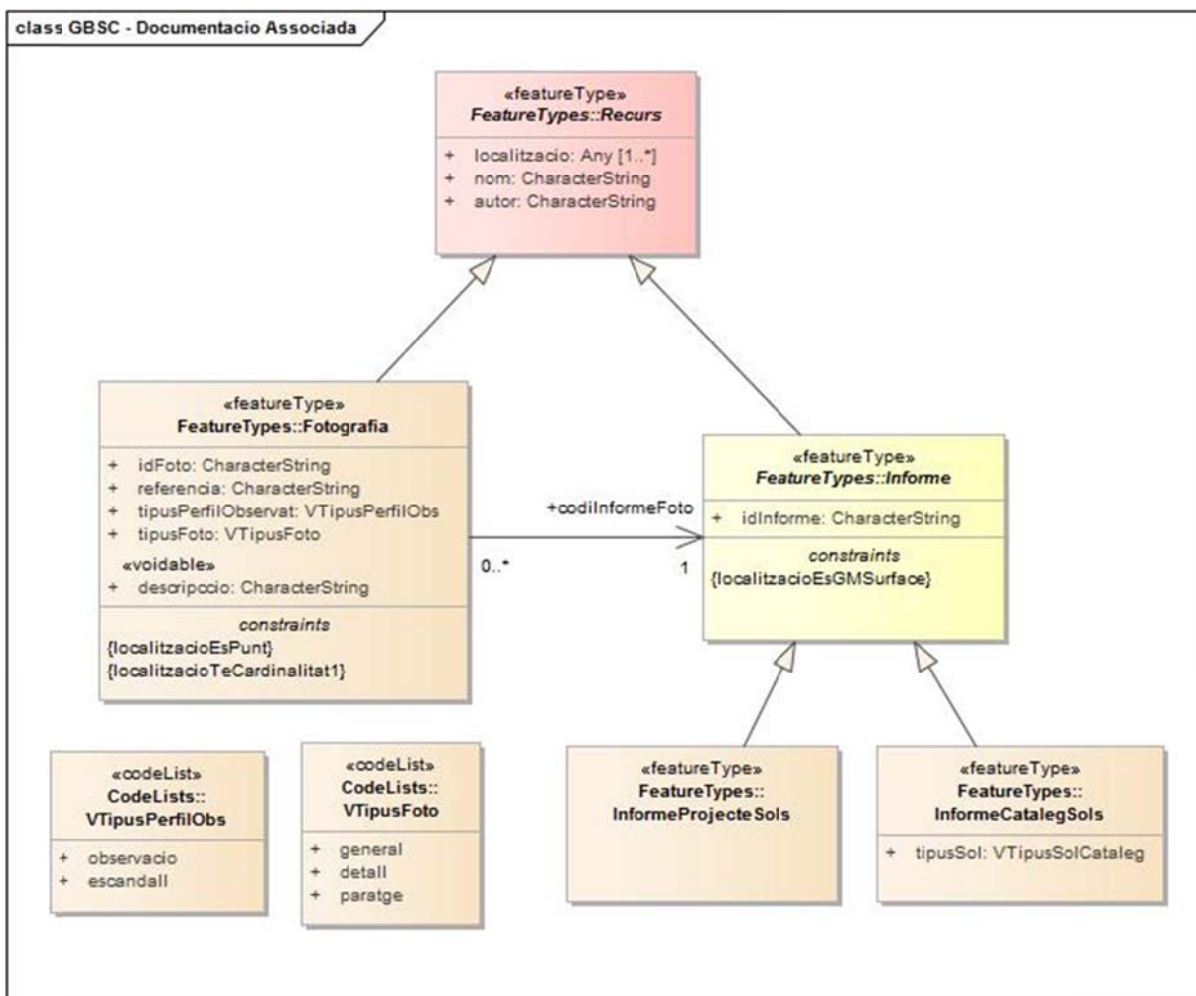 class GBSC - Documentacio Associada
«featureType»
FeatureTypes::Recurs
+ localitzacio: Any [1..*]
+ nom: CharacterString
+ autor: CharacterString
«featureType»
FeatureTypes::Fotografia
+ idFoto: CharacterString
+ referencia: CharacterString
+ tipusPerfilObservat: VTipusPerfilObs
+ tipusFoto: VTipusFoto
«voidable»
+ descripccio: CharacterString
constraints
{localitzacioEsPunt}
{localitzacioTeCardinalitat1}
+codiInformeFoto
0..*
1
«featureType»
FeatureTypes::Informe
+ idInforme: CharacterString
constraints
{localitzacioEsGMSurface}
«codeList»
CodeLists::
VTipusPerfilObs
+ observacio
+ escandall
«codeList»
CodeLists::
VTipusFoto
+ general
+ detall
+ paratge
«featureType»
FeatureTypes::
InformeProjecteSols
«featureType»
FeatureTypes::
InformeCatalegSols
+ tipusSol: VTipusSolCataleg